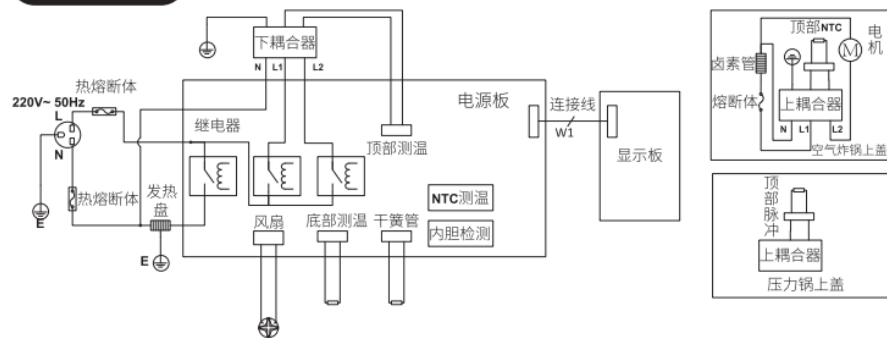 下耦合器
N L1 L2
热熔断体
220V~ 50Hz
L
N
E
热熔断体
发热
盘
E
继电器
电源板
顶部测温
NTC测温
内胆检测
风扇
底部测温
干簧管
连接线
W1
显示板
顶部NTC
电
机
M
卤素管
熔断体
上耦合器
N L1 L2
空气炸锅上盖
顶
部
脉
冲
上耦合器
压力锅上盖